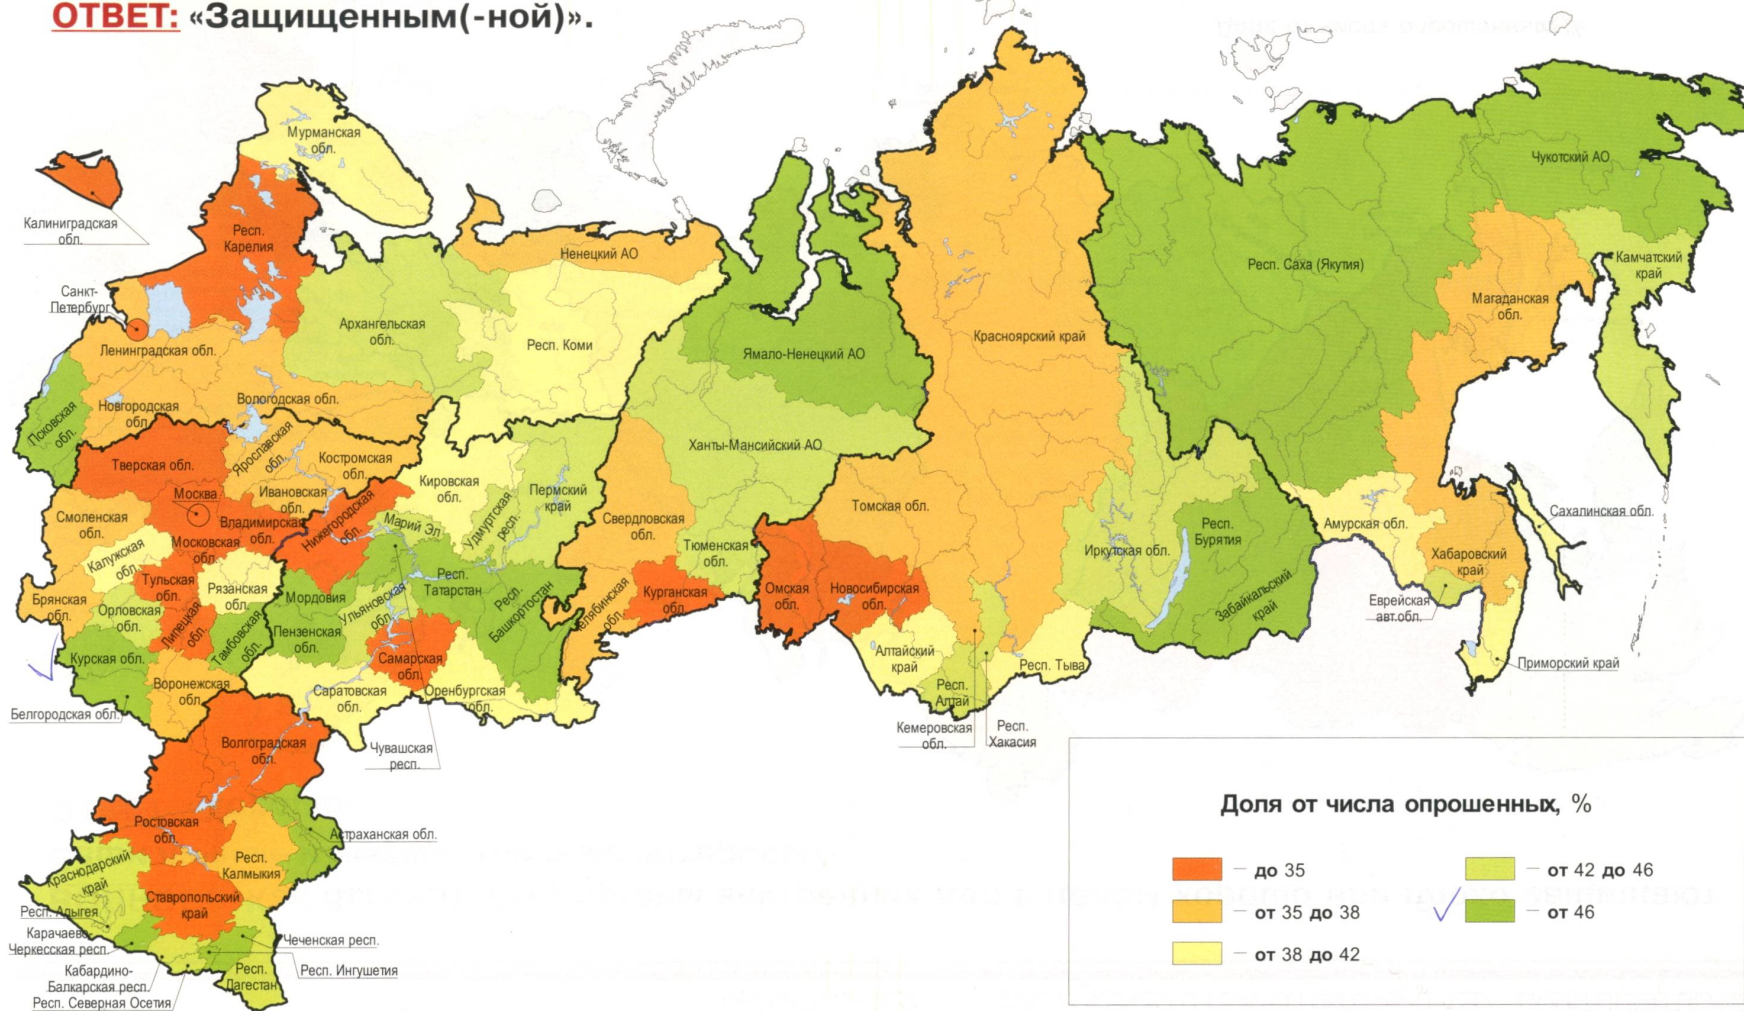 ОТВЕТ: «Защищенным(-ной)».
Мурманская
обл.
Калининградская
обл.
Респ.
Карелия
Санкт-
Петербург
Ленинградская обл.
Новгородская
обл.
Псковская
обл.
Вологодская обл.
Архангельская
обл.
Ненецкий АО
Респ. Коми
Ямало-Ненецкий АО
Ханты-Мансийский АО
Красноярский край
Респ. Саха (Якутия)
Чукотский АО
Камчатский
край
Магаданская
обл.
Тверская обл.
Москва
Ярославская
обл.
Костромская
обл.
Ивановская
обл.
Смоленская
обл.
Владимирская
обл.
Московская
обл.
Калужская
обл.
Тульская
обл.
Рязанская
обл.
Брянская
обл.
Орловская
обл.
Липецкая
обл.
Тамбовская
обл.
Курская обл.
Воронежская
обл.
Белгородская обл.
Нижегородская
обл.
Кировская
обл.
Марий Эл
Удмуртская
респ.
Пермский
край
Мордовия
Ульяновская
обл.
Респ.
Татарстан
Респ.
Башкортостан
Пензенская
обл.
Самарская
обл.
Саратовская
обл.
Оренбургская
обл.
Чувашская
респ.
Свердловская
обл.
Тюменская
обл.
Челябинская
обл.
Курганская
обл.
Томская обл.
Омская
обл.
Новосибирская
обл.
Алтайский
край
Респ.
Алтай
Кемеровская
обл.
Респ.
Хакасия
Респ. Тыва
Иркутская обл.
Респ.
Бурятия
Забайкальский
край
Амурская обл.
Еврейская
авт.обл.
Хабаровский
край
Сахалинская обл.
Приморский край
Волгоградская
обл.
Ростовская
обл.
Астраханская обл.
Респ.
Калмыкия
Краснодарский
край
Ставропольский
край
Респ. Адыгея
Карачаево-
Черкесская респ.
Кабардино-
Балкарская респ.
Респ. Северная Осетия
Чеченская респ.
Респ. Ингушетия
Респ.
Дагестан
Доля от числа опрошенных, %
– до 35
– от 35 до 38
– от 38 до 42
– от 42 до 46
– от 46